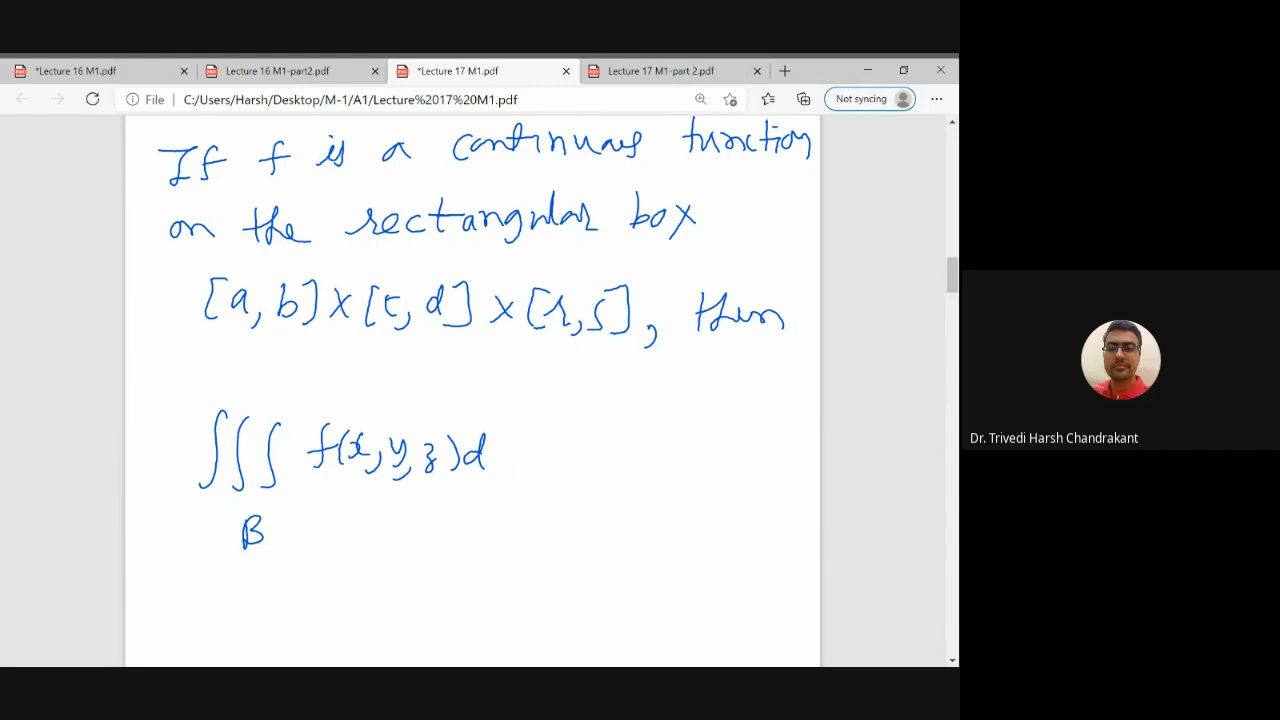 *Lecture 16 M1.pdf
Lecture 16 M1-part2.pdf
*Lecture 17 M1.pdf
Lecture 17 M1-part 2.pdf
File
C:/Users/Harsh/Desktop/M-1/A1/Lecture%2017%20M1.pdf
Not syncing
If f is a continuous function
on the rectangular box
[a, b] x [c, d] x [r, s], then
∫∫∫ f(x, y, z) d
B
Dr. Trivedi Harsh Chandrakant